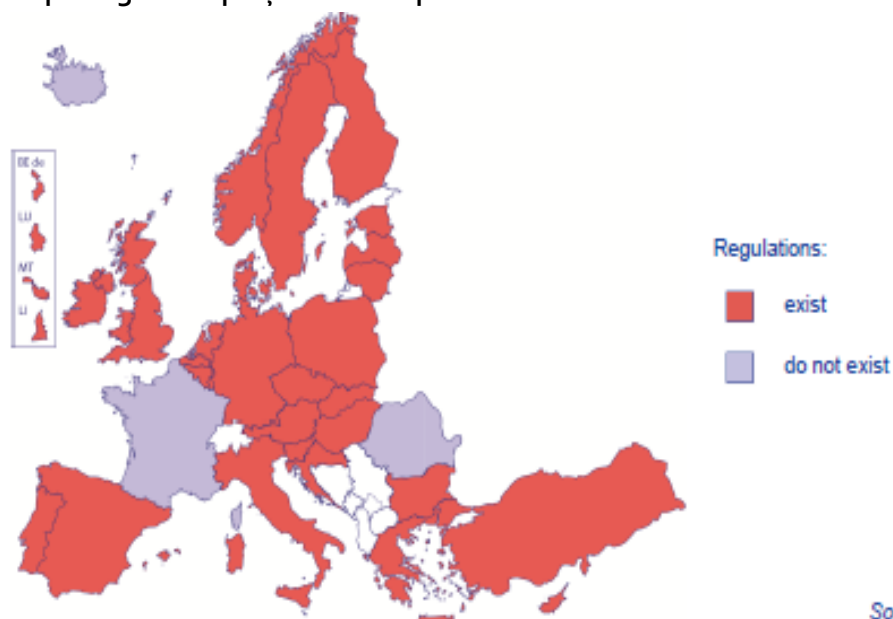 BE de
LU
MT
LI
Regulations:
exist
do not exist
So